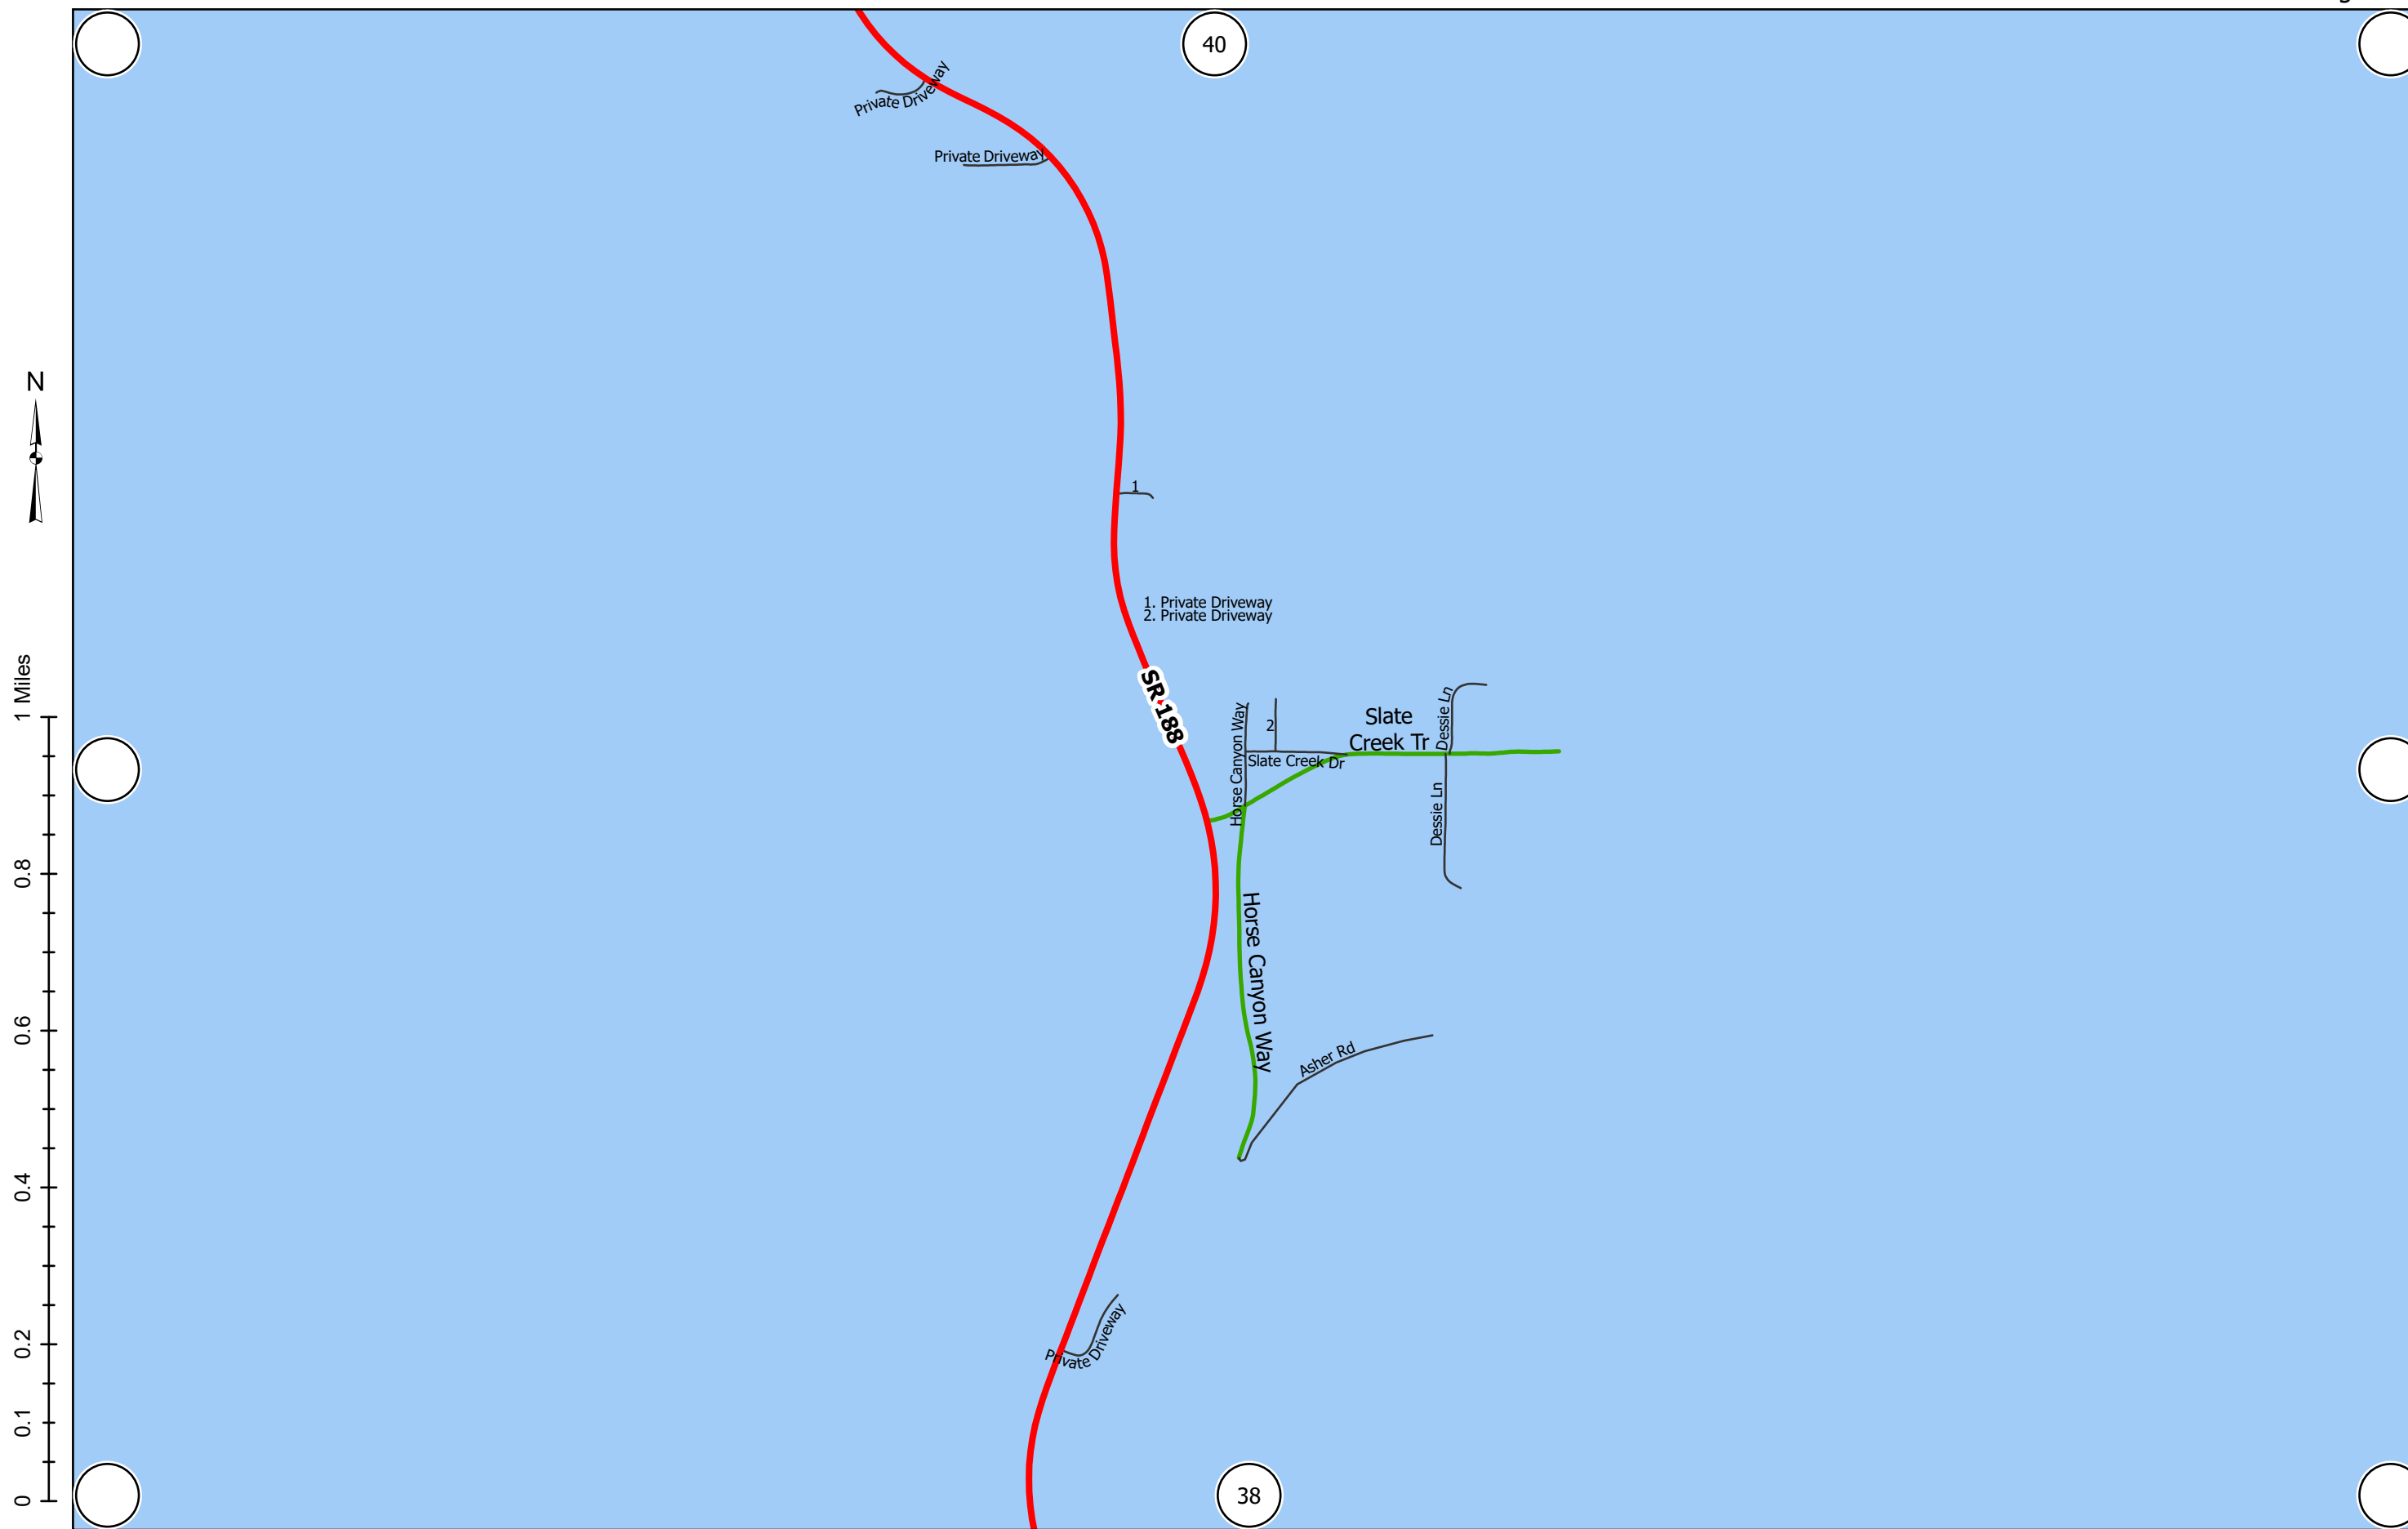 40
Private Driveway
Private Driveway
N
1
1. Private Driveway
2. Private Driveway
1 Miles
0.8
0.6
0.4
0.2
0.1
0
SR 188
Horse Canyon Way
2
Slate
Creek Tr
Dessie Ln
Slate Creek Dr
Dessie Ln
Horse Canyon Way
Asher Rd
Private Driveway
38